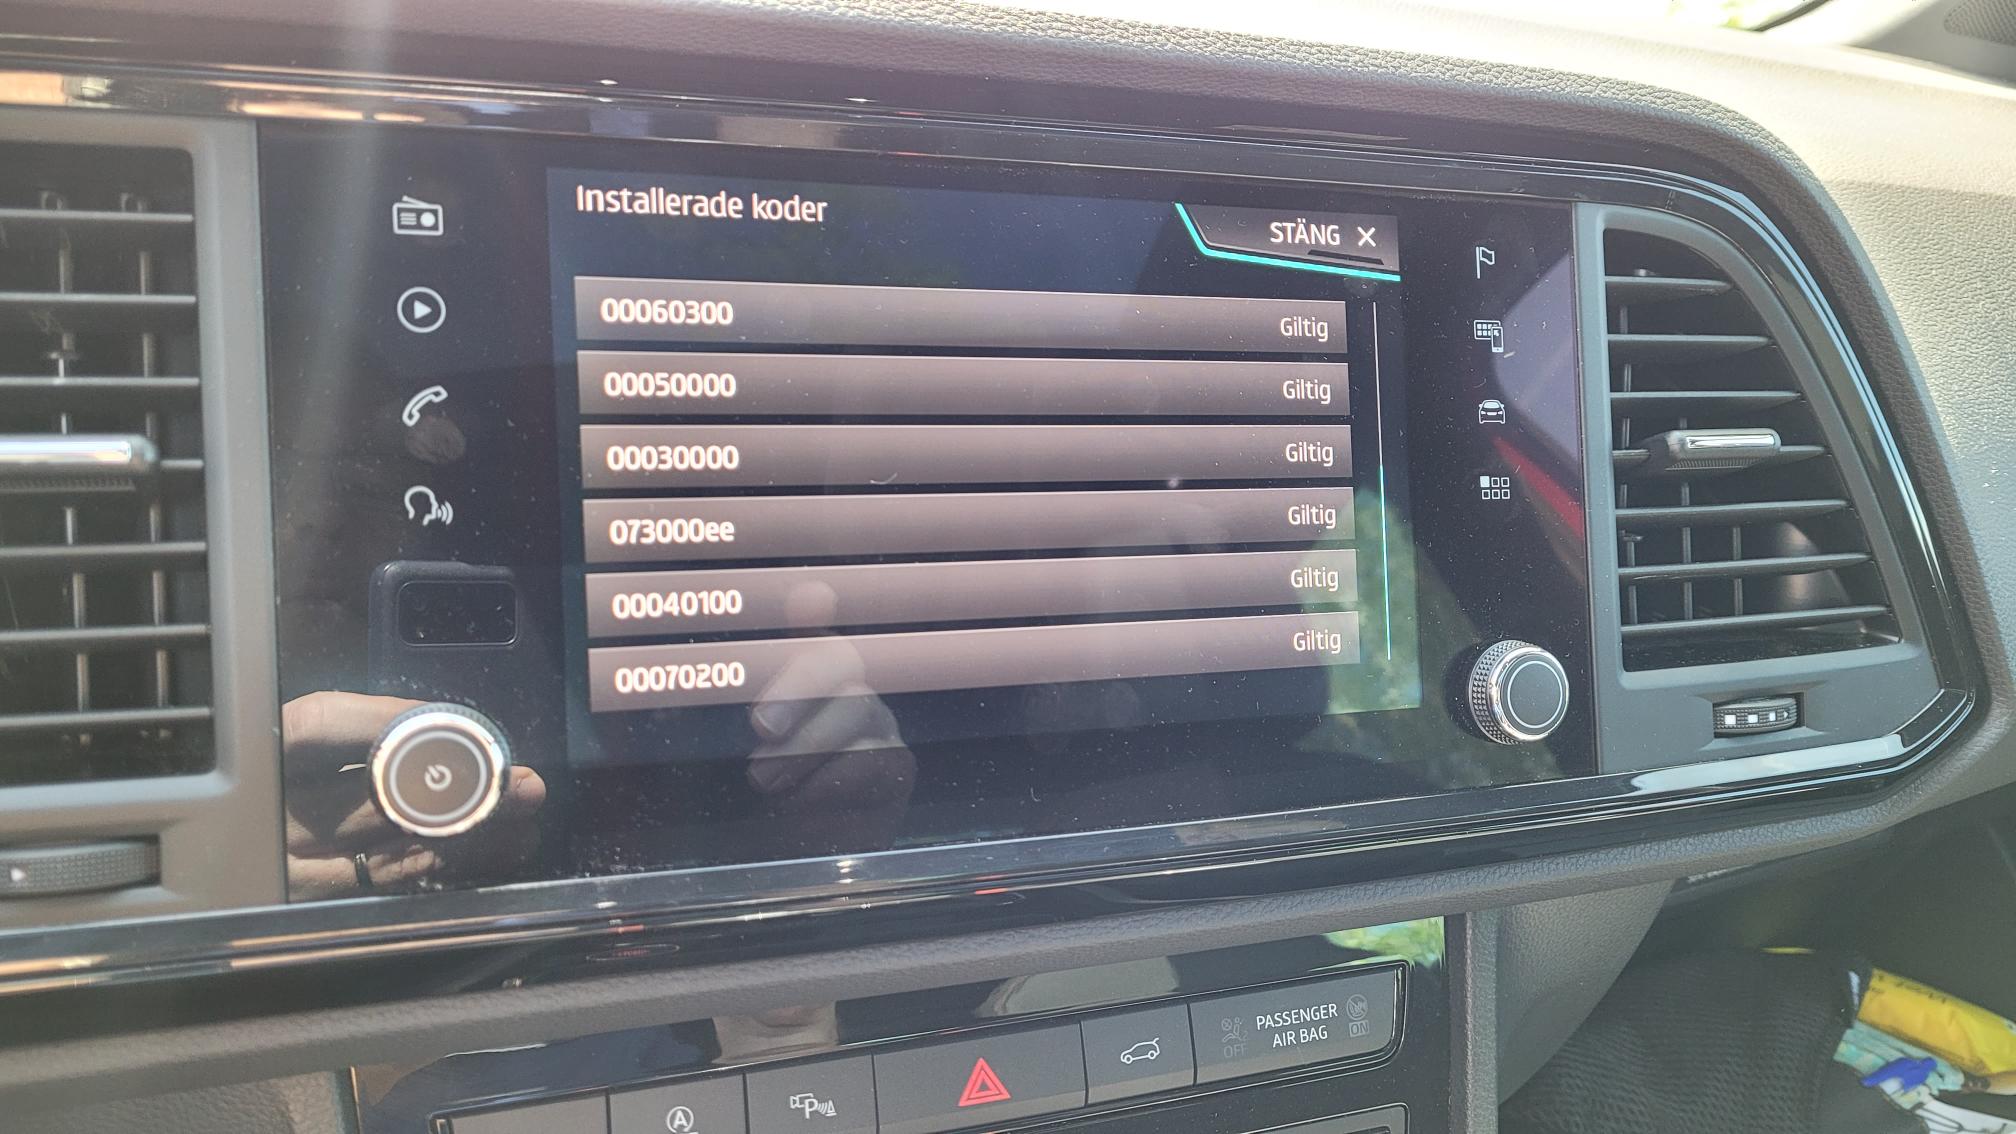 Installerade koder
STÄNG X
00060300 Giltig
00050000 Giltig
00030000 Giltig
073000ee Giltig
00040100 Giltig
00070200 Giltig
PASSENGER
AIR BAG
OFF
ON
A
P